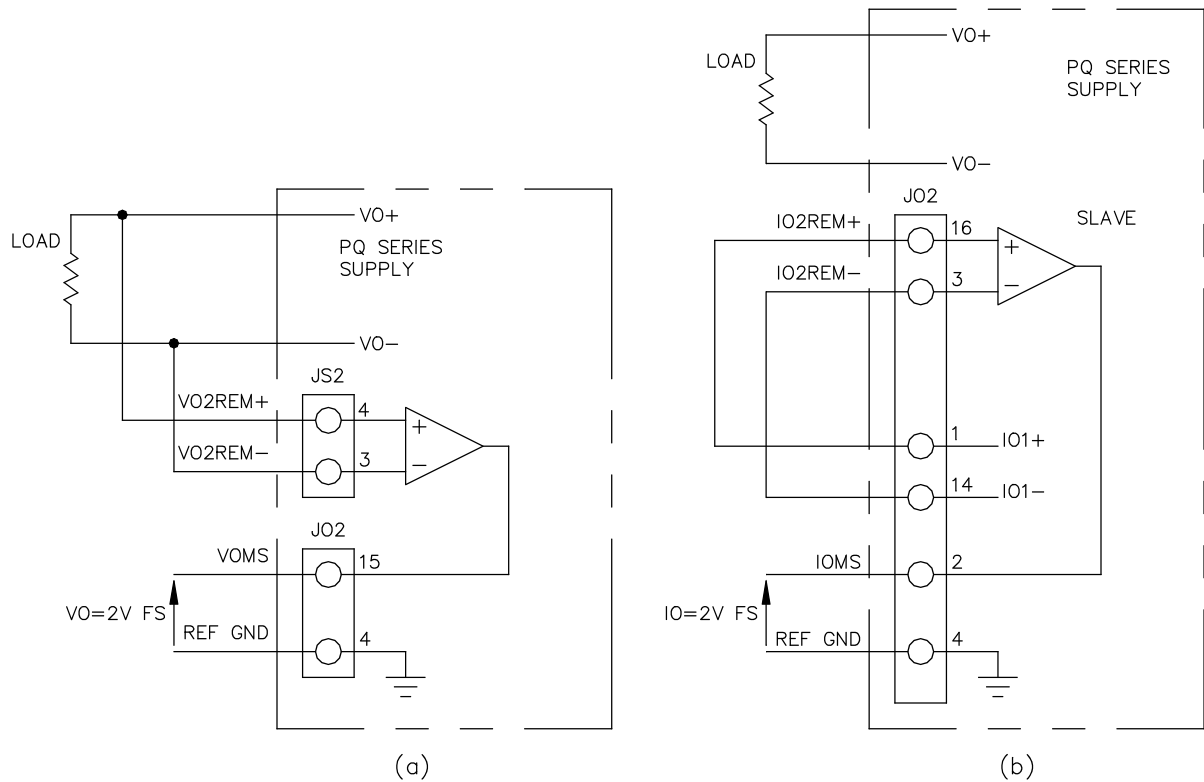 VO+
LOAD
PQ SERIES
SUPPLY
VO-
JS2
VO2REM+
4
+
VO2REM-
3
-
JO2
VOMS
15
VO=2V FS
REF GND
4
(a)
VO+
LOAD
PQ SERIES
SUPPLY
VO-
JO2
SLAVE
IO2REM+
16
+
IO2REM-
3
-
1
IO1+
14
IO1-
IOMS
2
IO=2V FS
REF GND
4
(b)